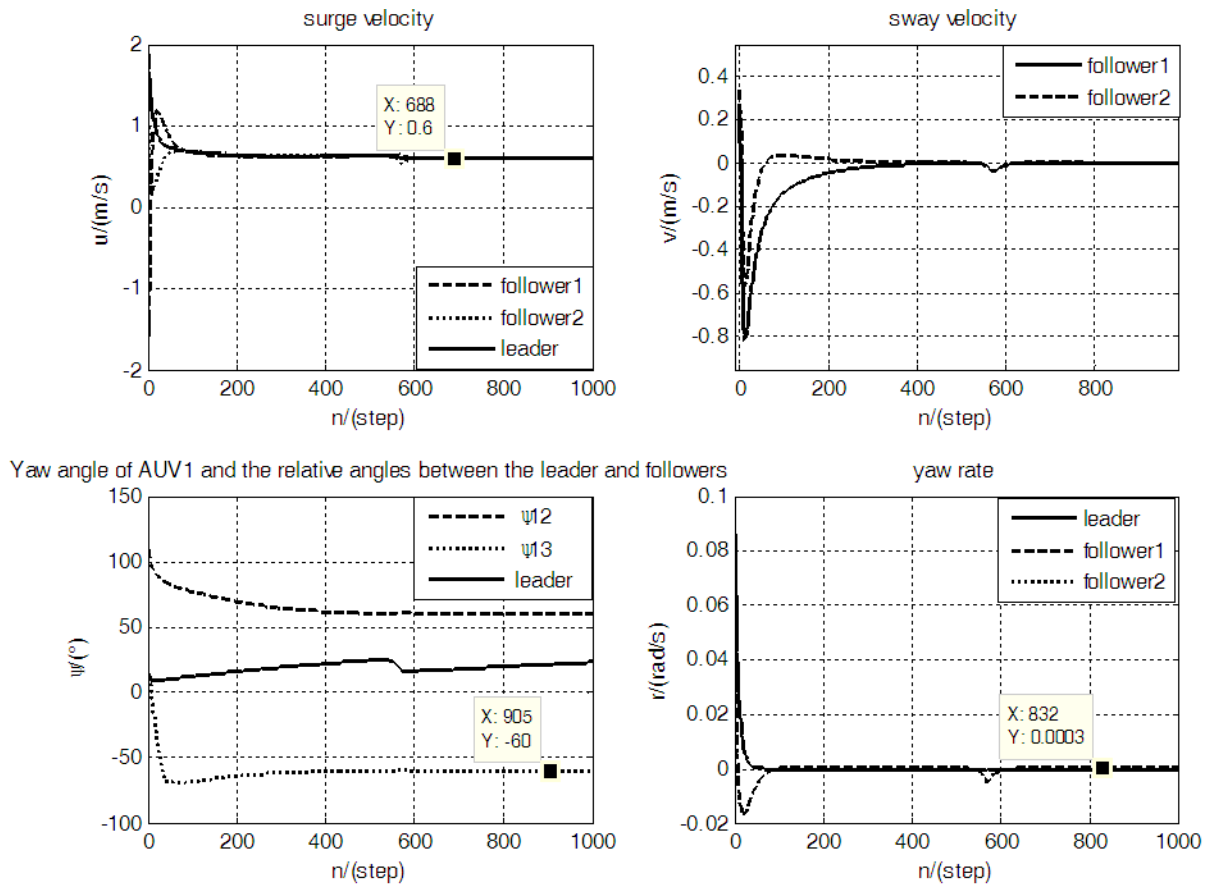 surge velocity
2
1
0
-1
-2
u/(m/s)
X: 688
Y: 0.6
follower1
follower2
leader
0 200 400 600 800 1000
n/(step)
sway velocity
0.4
0.2
0
-0.2
-0.4
-0.6
-0.8
v/(m/s)
follower1
follower2
0 200 400 600 800
n/(step)
Yaw angle of AUV1 and the relative angles between the leader and followers
150
100
50
0
-50
-100
ψ/(°)
ψ12
ψ13
leader
X: 905
Y: -60
0 200 400 600 800 1000
n/(step)
yaw rate
0.1
0.08
0.06
0.04
0.02
0
-0.02
r/(rad/s)
leader
follower1
follower2
X: 832
Y: 0.0003
0 200 400 600 800 1000
n/(step)